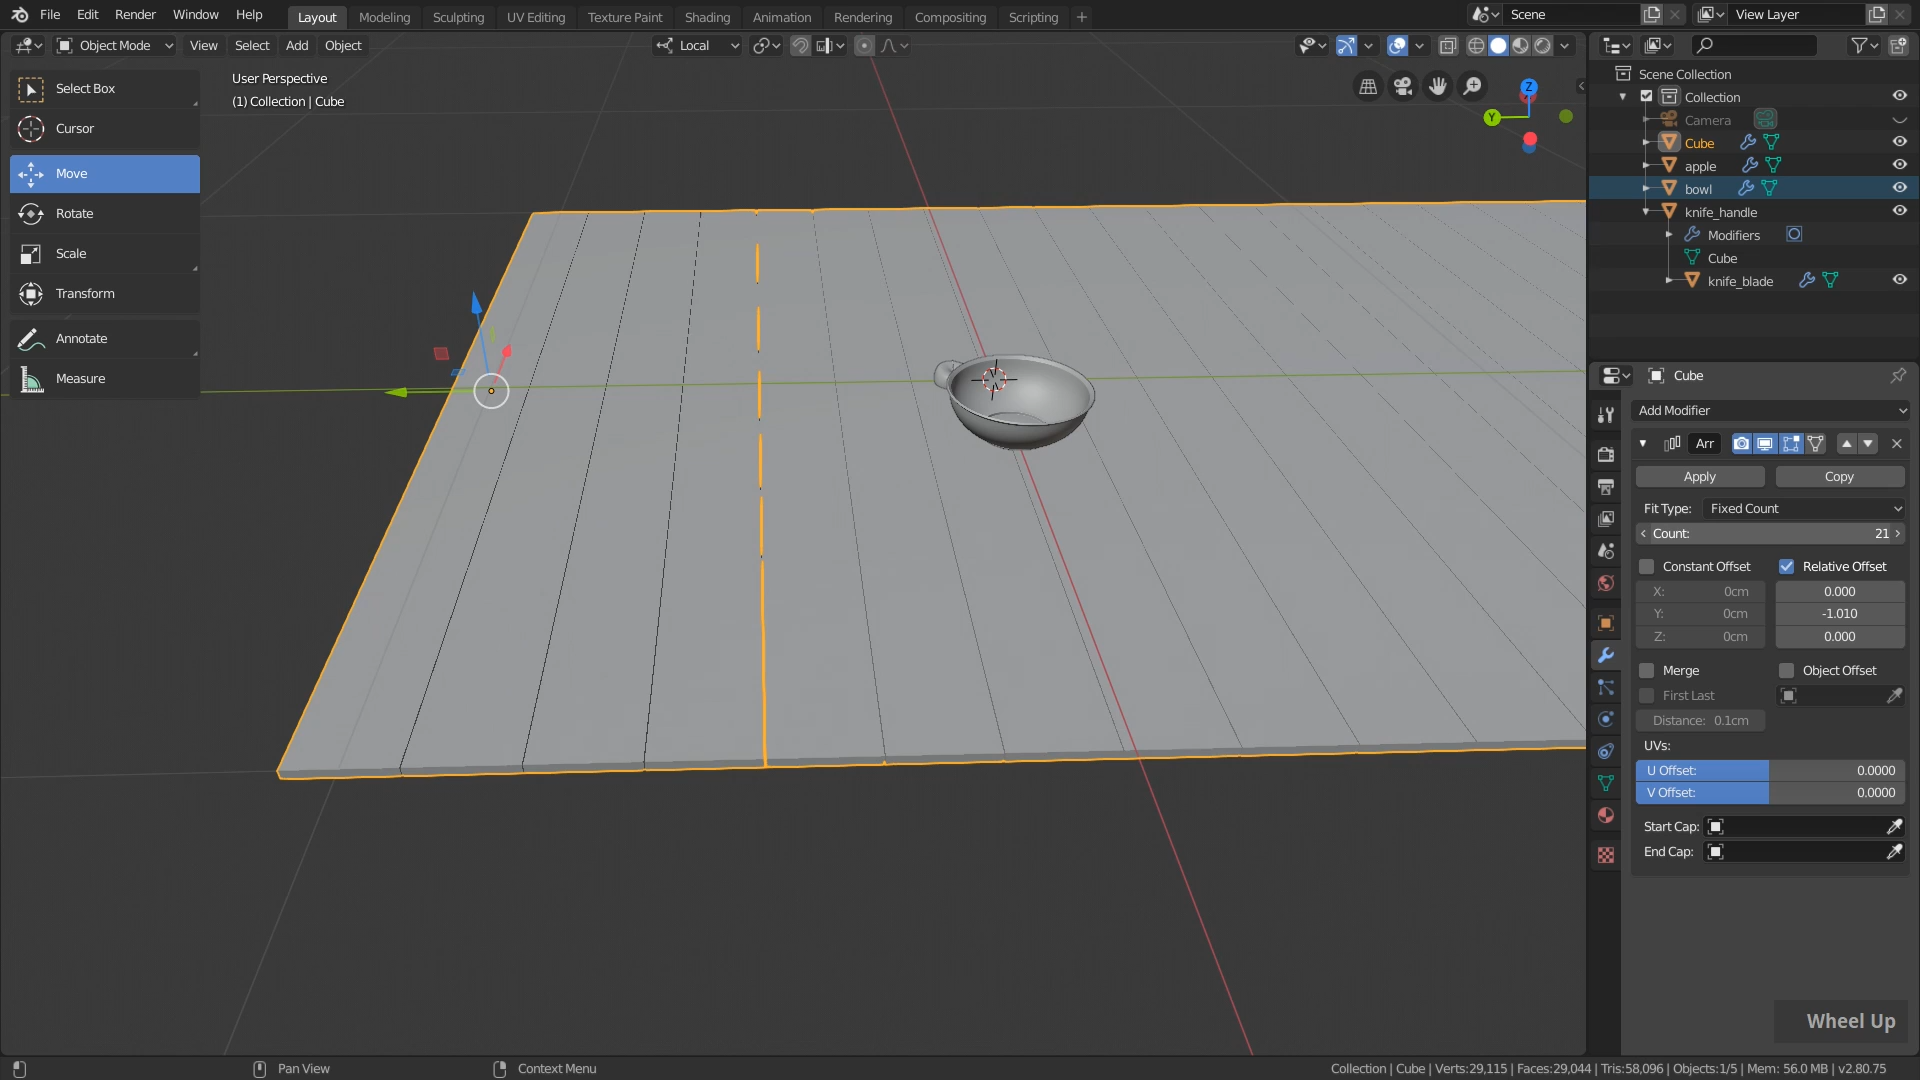 File Edit Render Window Help Layout Modeling Sculpting UV Editing Texture Paint Shading Animation Rendering Compositing Scripting + Scene View Layer
Object Mode View Select Add Object Local
User Perspective
(1) Collection | Cube
Select Box
Cursor
Move
Rotate
Scale
Transform
Annotate
Measure
Z
Y
Scene Collection
Collection
Camera
Cube
apple
bowl
knife_handle
Modifiers
Cube
knife_blade
Cube
Add Modifier
Arr
Apply Copy
Fit Type: Fixed Count
Count: 21
Constant Offset Relative Offset
X: 0cm 0.000
Y: 0cm -1.010
Z: 0cm 0.000
Merge Object Offset
First Last
Distance: 0.1cm
UVs:
U Offset: 0.0000
V Offset: 0.0000
Start Cap:
End Cap:
Wheel Up
Pan View Context Menu Collection | Cube | Verts:29,115 | Faces:29,044 | Tris:58,096 | Objects:1/5 | Mem: 56.0 MB | v2.80.75